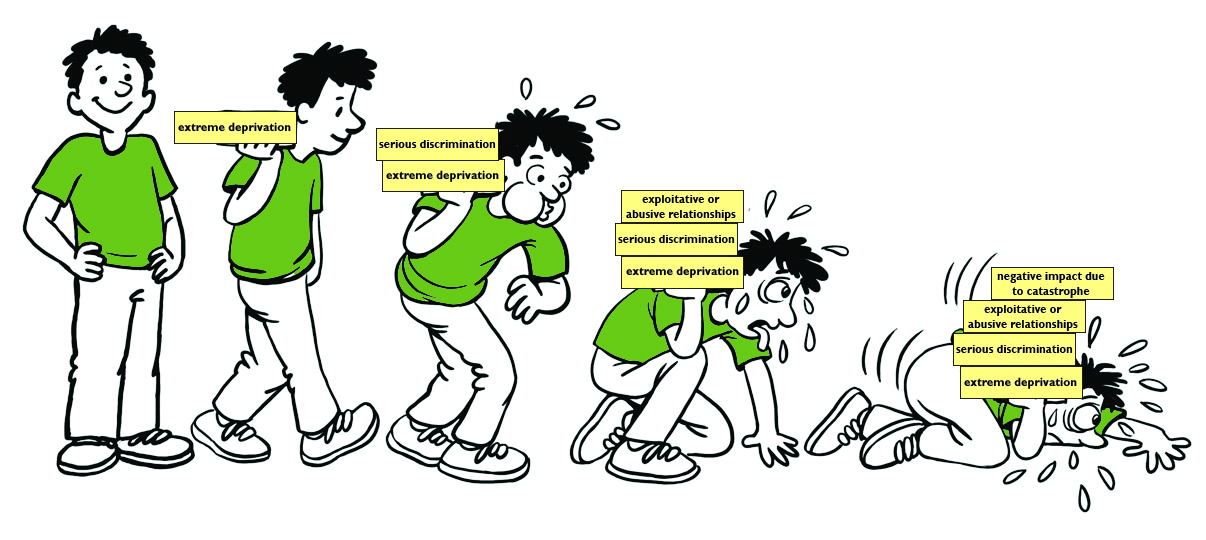 extreme deprivation
serious discrimination
extreme deprivation
exploitative or
abusive relationships
serious discrimination
extreme deprivation
negative impact due
to catastrophe
exploitative or
abusive relationships
serious discrimination
extreme deprivation